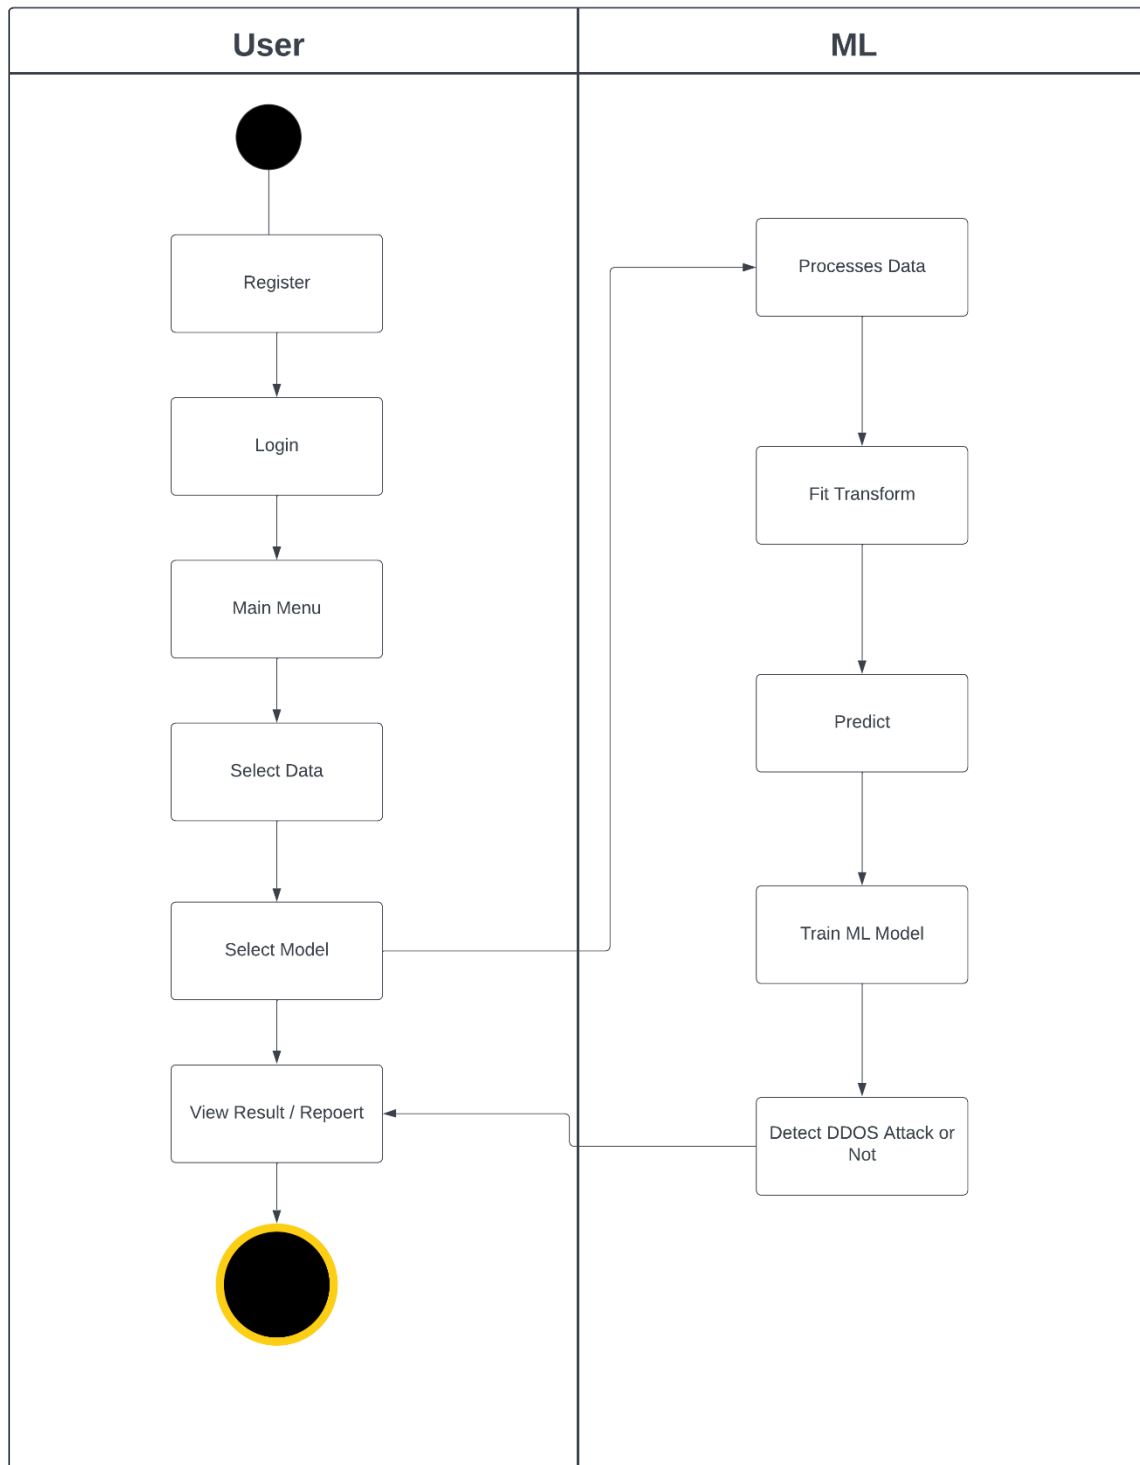 User
ML
Register
Login
Main Menu
Select Data
Select Model
View Result / Repoert
Processes Data
Fit Transform
Predict
Train ML Model
Detect DDOS Attack or
Not